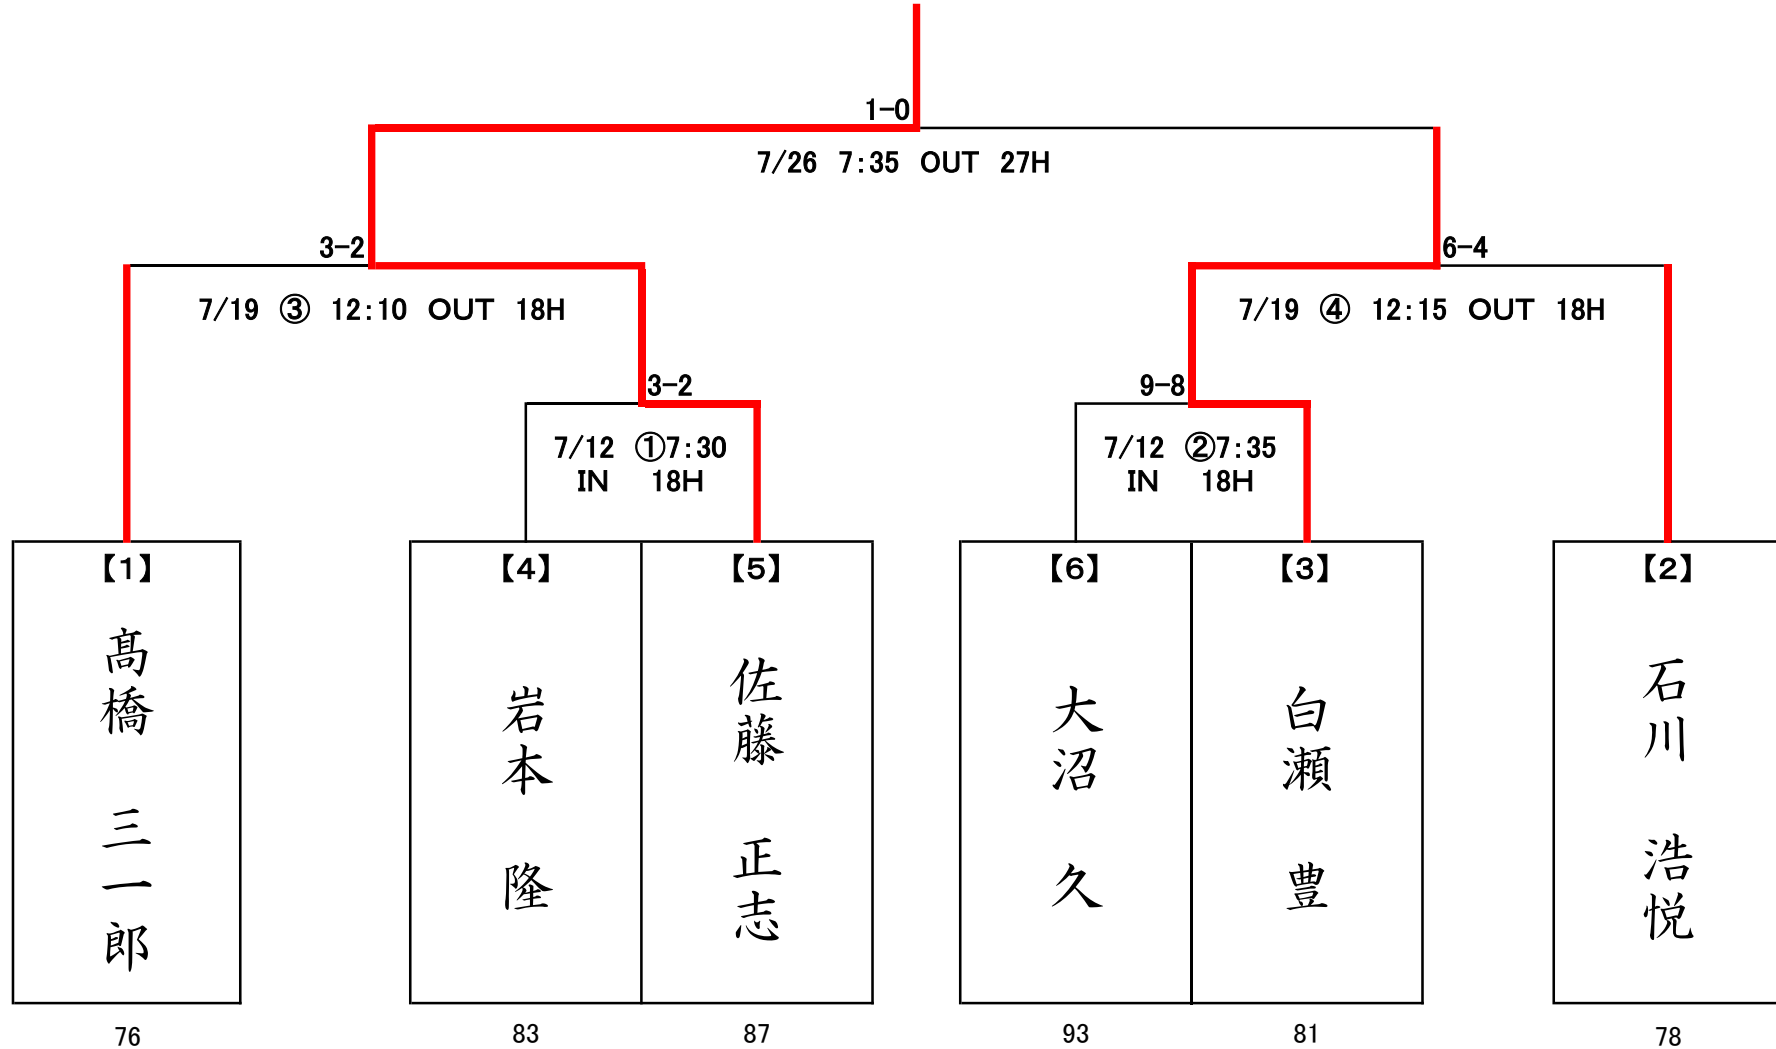 1-0
7/26 7:35 OUT 27H
3-2
6-4
7/19 ③ 12:10 OUT 18H
7/19 ④ 12:15 OUT 18H
3-2
9-8
7/12 ①7:30
IN 18H
7/12 ②7:35
IN 18H
【1】
髙橋 三一郎
76
【4】
岩本 隆
83
【5】
佐藤 正志
87
【6】
大沼 久
93
【3】
白瀬 豊
81
【2】
石川 浩悦
78